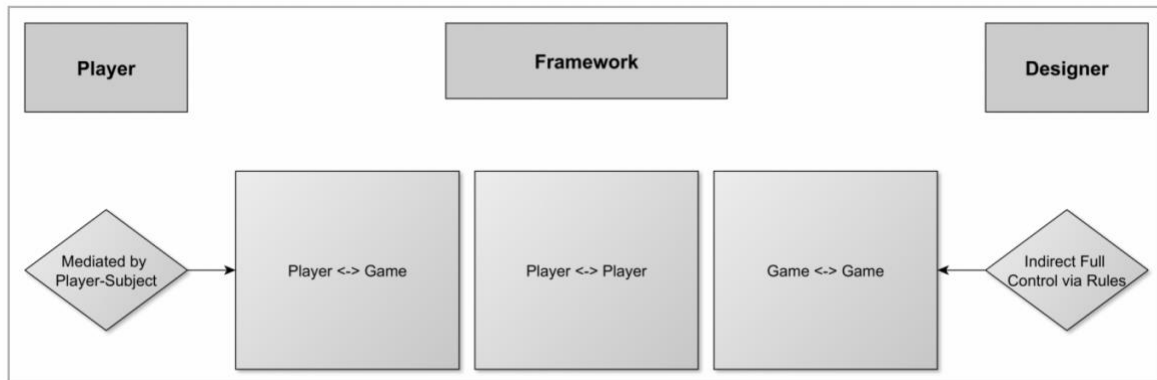 Player
Framework
Designer
Mediated by
Player-Subject
Player <-> Game
Player <-> Player
Game <-> Game
Indirect Full
Control via Rules